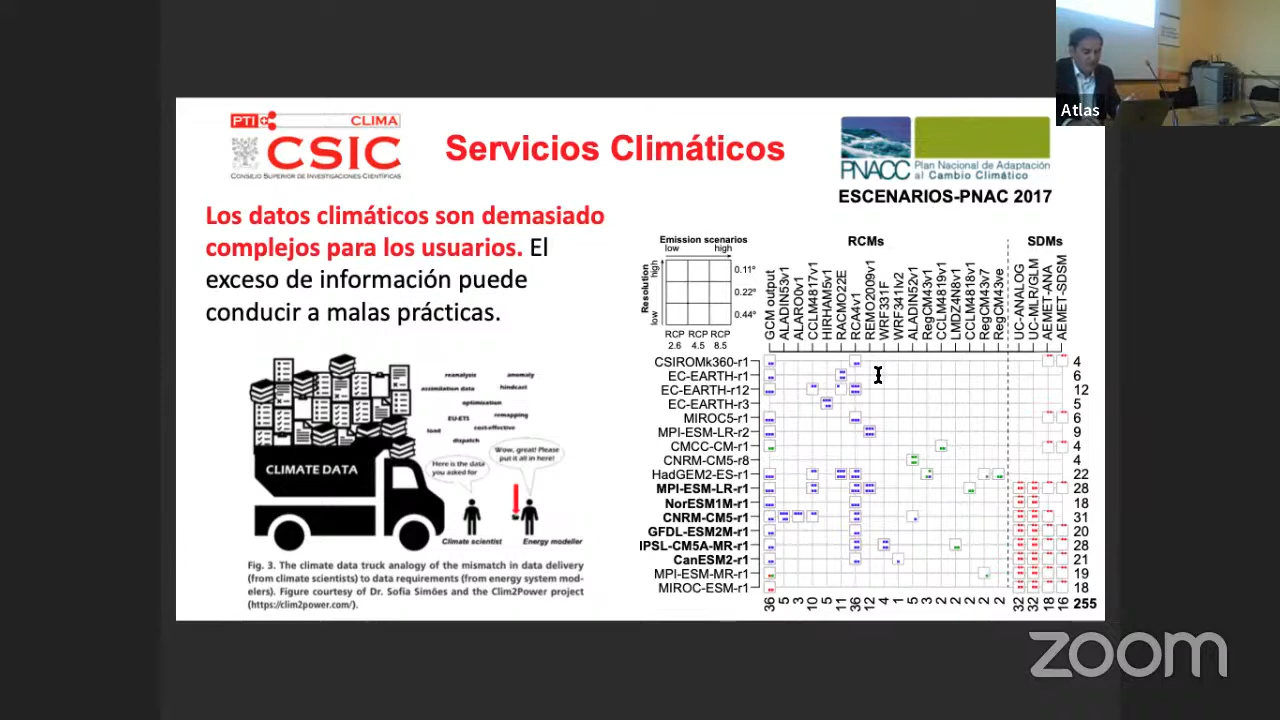 Atlas
PTI CLIMA
CSIC
CONSEJO SUPERIOR DE INVESTIGACIONES CIENTÍFICAS
Servicios Climáticos
PNACC Plan Nacional de Adaptación
al Cambio Climático
ESCENARIOS-PNAC 2017
Los datos climáticos son demasiado
complejos para los usuarios. El
exceso de información puede
conducir a malas prácticas.
reanalysis anomaly
assimilation data hindcast
optimisation
EU-ETS remapping
load cost-effective
dispatch
Wow, great! Please
put it all in here!
Here is the data
you asked for
CLIMATE DATA
Climate scientist Energy modeller
Fig. 3. The climate data truck analogy of the mismatch in data delivery
(from climate scientists) to data requirements (from energy system mod-
elers). Figure courtesy of Dr. Sofia Simões and the Clim2Power project
(https://clim2power.com/).
Emission scenarios
low high
Resolution
high
low
0.11º
0.22º
0.44º
RCP RCP RCP
2.6 4.5 8.5
RCMs
SDMs
GCM output
ALADIN53v1
ALARO0v1
CCLM4817v1
HIRHAM5v1
RACMO22E
RCA4v1
REMO2009v1
WRF331F
WRF341Iv2
ALADIN52v1
RegCM43v1
CCLM4819v1
LMDZ4N8v1
CCLM4818v1
RegCM43v7
RegCM43ve
UC-ANALOG
UC-MLR/GLM
AEMET-ANA
AEMET-SDSM
CSIROMk360-r1 4
EC-EARTH-r1 6
EC-EARTH-r12 12
EC-EARTH-r3 5
MIROC5-r1 6
MPI-ESM-LR-r2 9
CMCC-CM-r1 4
CNRM-CM5-r8 4
HadGEM2-ES-r1 22
MPI-ESM-LR-r1 28
NorESM1M-r1 18
CNRM-CM5-r1 31
GFDL-ESM2M-r1 20
IPSL-CM5A-MR-r1 28
CanESM2-r1 21
MPI-ESM-MR-r1 19
MIROC-ESM-r1 18
36 5 3 10 5 11 36 12 4 1 5 3 2 2 2 2 2 32 32 18 16 255
zoom